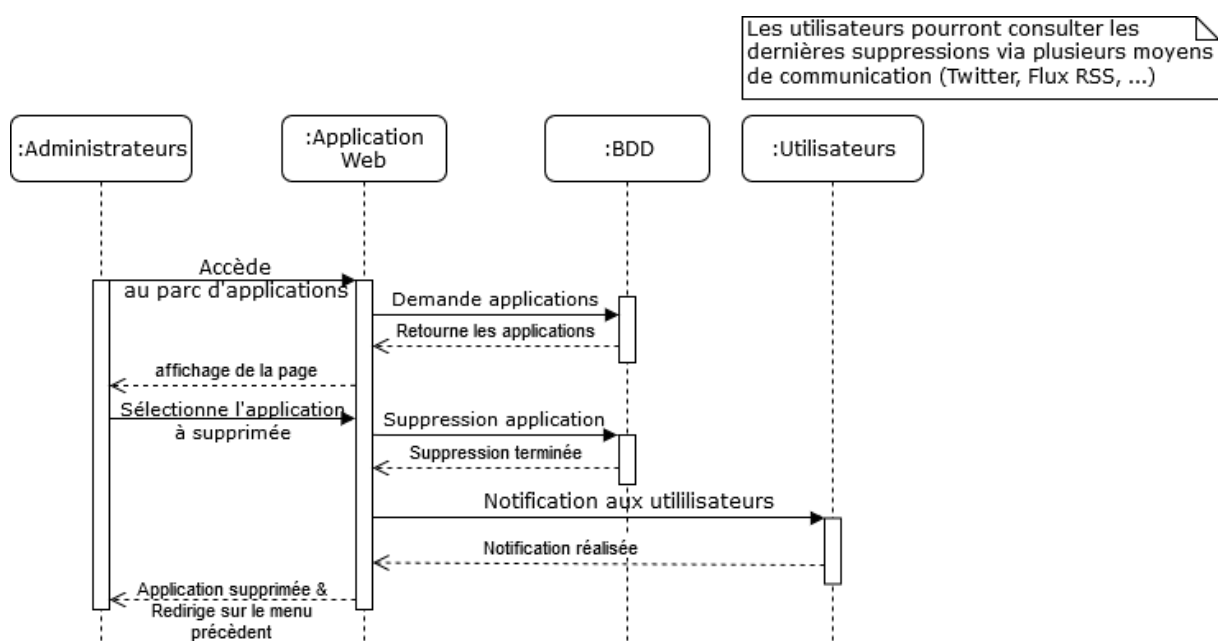 Les utilisateurs pourront consulter les
dernières suppressions via plusieurs moyens
de communication (Twitter, Flux RSS, ...)
:Administrateurs
:Application
Web
:BDD
:Utilisateurs
Accède
au parc d'applications
Demande applications
Retourne les applications
affichage de la page
Sélectionne l'application
à supprimée
Suppression application
Suppression terminée
Notification aux utililisateurs
Notification réalisée
Application supprimée &
Redirige sur le menu
précèdent